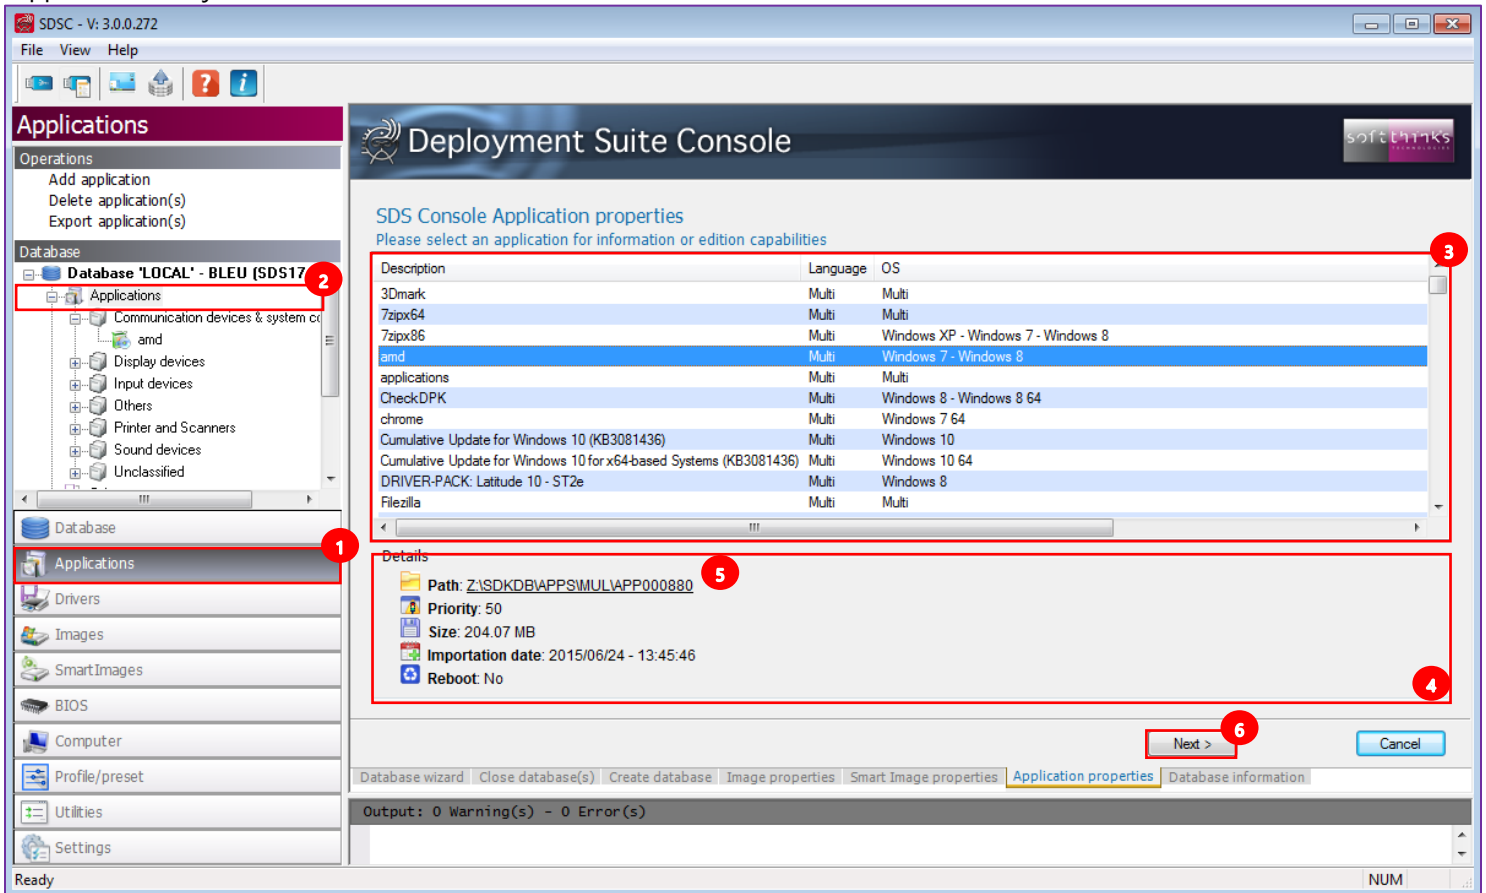 SDSC - V: 3.0.0.272
File View Help
Applications
Operations
Add application
Delete application(s)
Export application(s)
Database
Database 'LOCAL' - BLEU (SDS17
2
Applications
Communication devices & system co
amd
Display devices
Input devices
Others
Printer and Scanners
Sound devices
Unclassified
Database
1
Applications
Drivers
Images
SmartImages
BIOS
Computer
Profile/preset
Utilities
Settings
Deployment Suite Console
softthinks
TECHNOLOGIES
SDS Console Application properties
Please select an application for information or edition capabilities
3
Description Language OS
3Dmark Multi Multi
7zipx64 Multi Multi
7zipx86 Multi Windows XP - Windows 7 - Windows 8
amd Multi Windows 7 - Windows 8
applications Multi Multi
CheckDPK Multi Windows 8 - Windows 8 64
chrome Multi Windows 7 64
Cumulative Update for Windows 10 (KB3081436) Multi Windows 10
Cumulative Update for Windows 10 for x64-based Systems (KB3081436) Multi Windows 10 64
DRIVER-PACK: Latitude 10 - ST2e Multi Windows 8
Filezilla Multi Multi
Details
5
Path: Z:\SDKDB\APPS\MUL\APP000880
Priority: 50
Size: 204.07 MB
Importation date: 2015/06/24 - 13:45:46
Reboot: No
4
6
Next > Cancel
Database wizard Close database(s) Create database Image properties Smart Image properties Application properties Database information
Output: 0 Warning(s) - 0 Error(s)
Ready NUM